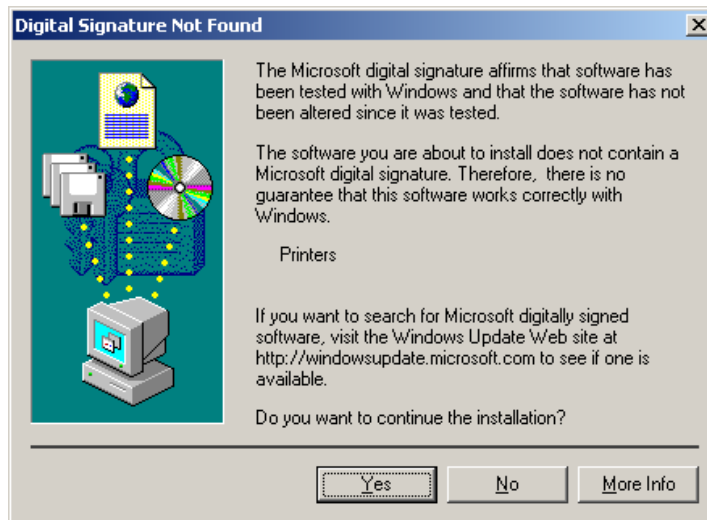 Digital Signature Not Found
The Microsoft digital signature affirms that software has
been tested with Windows and that the software has not
been altered since it was tested.
The software you are about to install does not contain a
Microsoft digital signature. Therefore, there is no
guarantee that this software works correctly with
Windows.
Printers
If you want to search for Microsoft digitally signed
software, visit the Windows Update Web site at
http://windowsupdate.microsoft.com to see if one is
available.
Do you want to continue the installation?
Yes No More Info